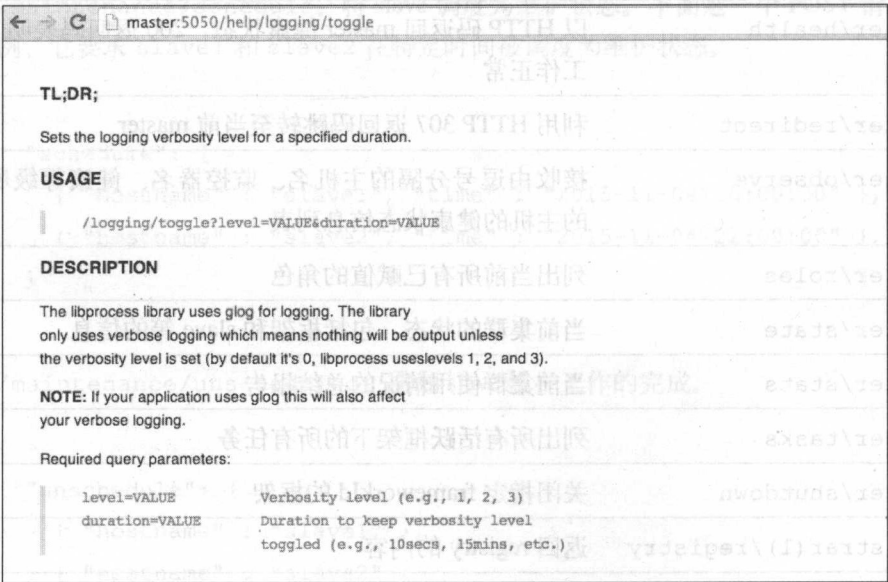 master:5050/help/logging/toggle
TL;DR;
Sets the logging verbosity level for a specified duration.
USAGE
/logging/toggle?level=VALUE&duration=VALUE
DESCRIPTION
The libprocess library uses glog for logging. The library
only uses verbose logging which means nothing will be output unless
the verbosity level is set (by default it's 0, libprocess useslevels 1, 2, and 3).
NOTE: If your application uses glog this will also affect
your verbose logging.
Required query parameters:
level=VALUE Verbosity level (e.g., 1, 2, 3)
duration=VALUE Duration to keep verbosity level
toggled (e.g., 10secs, 15mins, etc.)